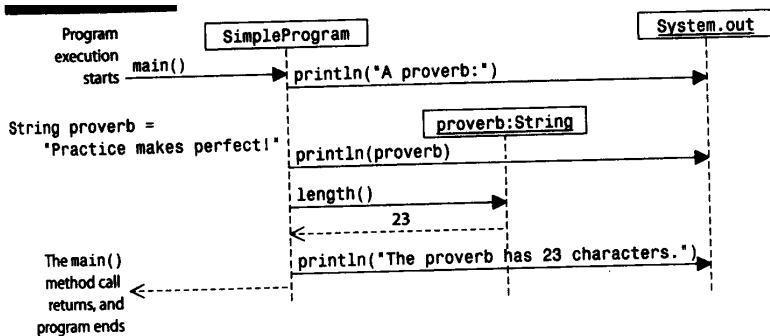 Program
execution
starts
SimpleProgram
System.out
main()
println("A proverb:")
String proverb =
"Practice makes perfect!"
proverb:String
println(proverb)
length()
23
println("The proverb has 23 characters.")
The main()
method call
returns, and
program ends